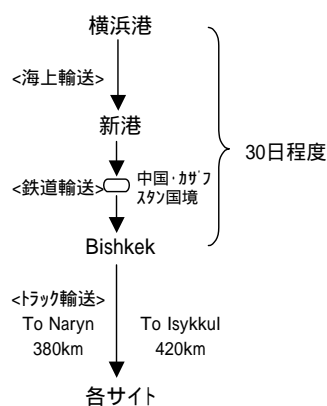 横浜港
<海上輸送>
新港
30日程度
<鉄道輸送>
中国・ｶｻﾞﾌ
ｽﾀﾝ国境
Bishkek
<ﾄﾗｯｸ輸送>
To Naryn
380km
To Isykkul
420km
各サイト